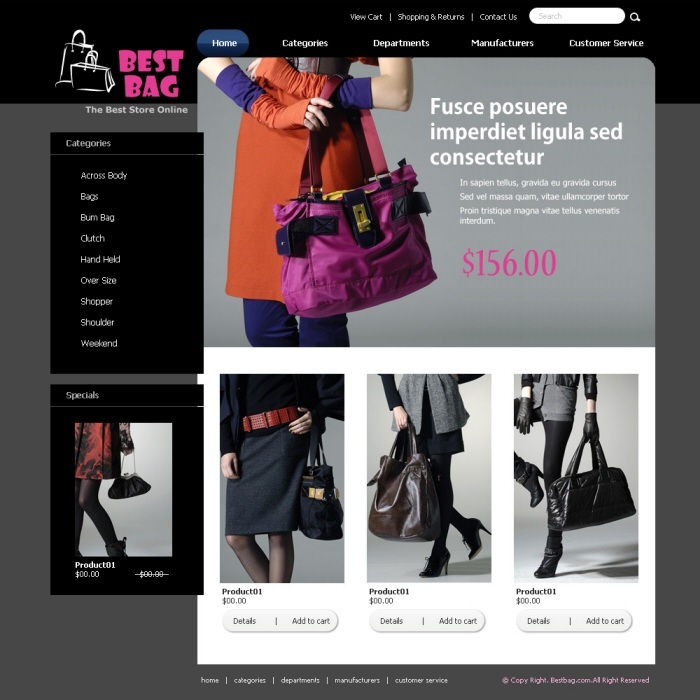 View Cart | Shopping & Returns | Contact Us
Search
Home
Categories
Departments
Manufacturers
Customer Service
BEST
BAG
The Best Store Online
Categories
Across Body
Bags
Bum Bag
Clutch
Hand Held
Over Size
Shopper
Shoulder
Weekend
Fusce posuere
imperdiet ligula sed
consectetur
In sapien tellus, gravida eu gravida cursus
Sed vel massa quam, vitae ullamcorper tortor
Proin tristique magna vitae tellus venenatis
interdum.
$156.00
Specials
Product01
$00.00 $00.00
Product01
$00.00
Details | Add to cart
Product01
$00.00
Details | Add to cart
Product01
$00.00
Details | Add to cart
home | categories | departments | manufacturers | customer service
© Copy Right. Bestbag.com.All Right Reserved